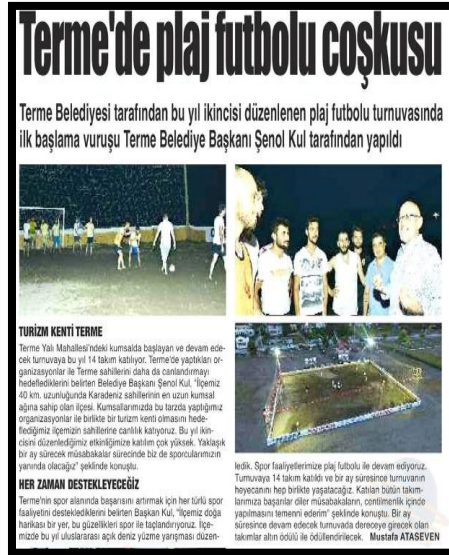 Terme'de plaj futbolu coşkusu
Terme Belediyesi tarafından bu yıl ikincisi düzenlenen plaj futbolu turnuvasında
ilk başlama vuruşu Terme Belediye Başkanı Şenol Kul tarafından yapıldı
TURİZM KENTİ TERME
Terme Yalı Mahallesi'ndeki kumsalda başlayan ve devam ede-
cek turnuvaya bu yıl 14 takım katılıyor. Terme'de yaptıkları or-
ganizasyonlar ile Terme sahillerini daha da canlandırmayı
hedeflediklerini belirten Belediye Başkanı Şenol Kul, "İlçemiz
40 km. uzunluğunda Karadeniz sahillerinin en uzun kumsal
ağına sahip olan ilçesi. Kumsallarımızda bu tarzda yaptığımız
organizasyonlar ile birlikte bir turizm kenti olmasını hede-
flediğimiz ilçemizin sahillerine canlılık katıyoruz. Bu yıl ikin-
cisini düzenlediğimiz etkinliğimize katılım çok yüksek. Yaklaşık
bir ay sürecek müsabakalar sürecinde biz de sporcularımızın
yanında olacağız" şeklinde konuştu.
HER ZAMAN DESTEKLEYECEĞİZ
Terme'nin spor alanında başarısını artırmak için her türlü spor
faaliyetini desteklediklerini belirten Başkan Kul, "İlçemiz doğa
harikası bir yer, bu güzellikleri spor ile taçlandırıyoruz. İlçe-
mizde bu yıl uluslararası açık deniz yüzme yarışması düzen-
ledik. Spor faaliyetlerimize plaj futbolu ile devam ediyoruz.
Turnuvaya 14 takım katıldı ve bir ay süresince turnuvanın
heyecanını hep birlikte yaşatacağız. Katılan bütün takım-
larımıza başarılar diler müsabakaların, centilmenlik içinde
yapılmasını temenni ederim" şeklinde konuştu. Bir ay
süresince devam edecek turnuvada dereceye girecek olan
takımlar altın ödülü ile ödüllendirilecek. Mustafa ATASEVEN